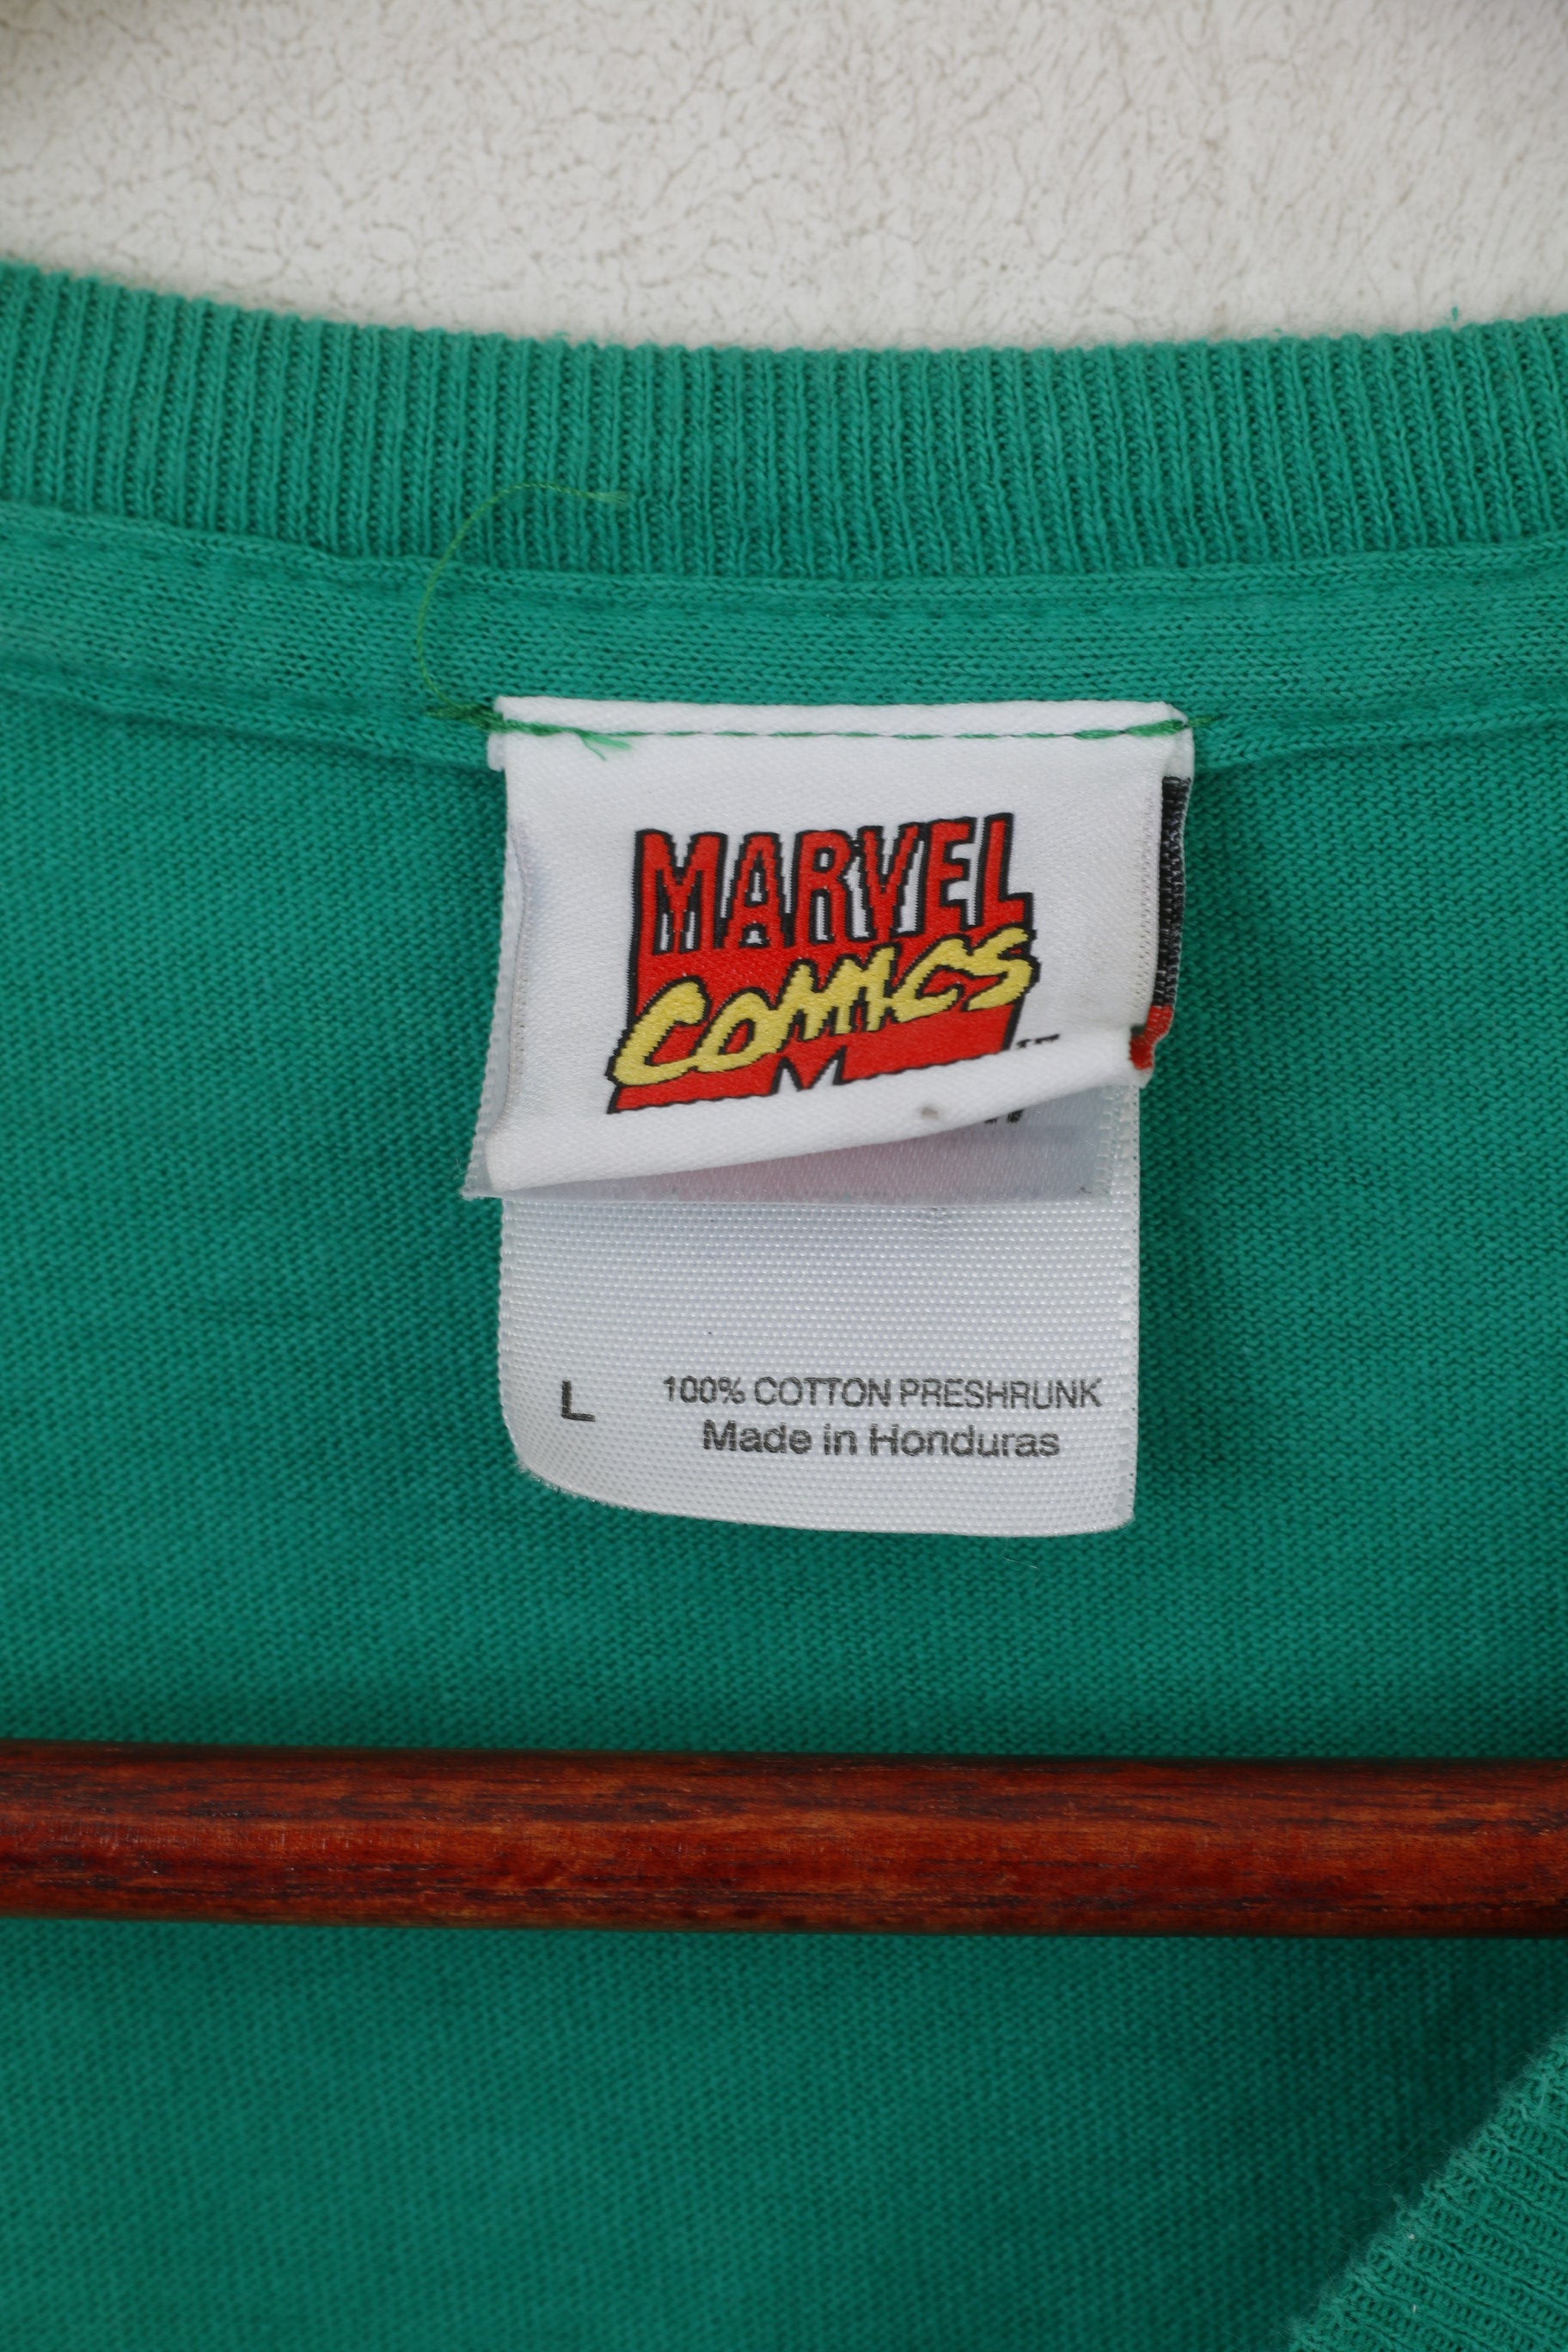 MARVEL
COMICS
L 100% COTTON PRESHRUNK
Made in Honduras